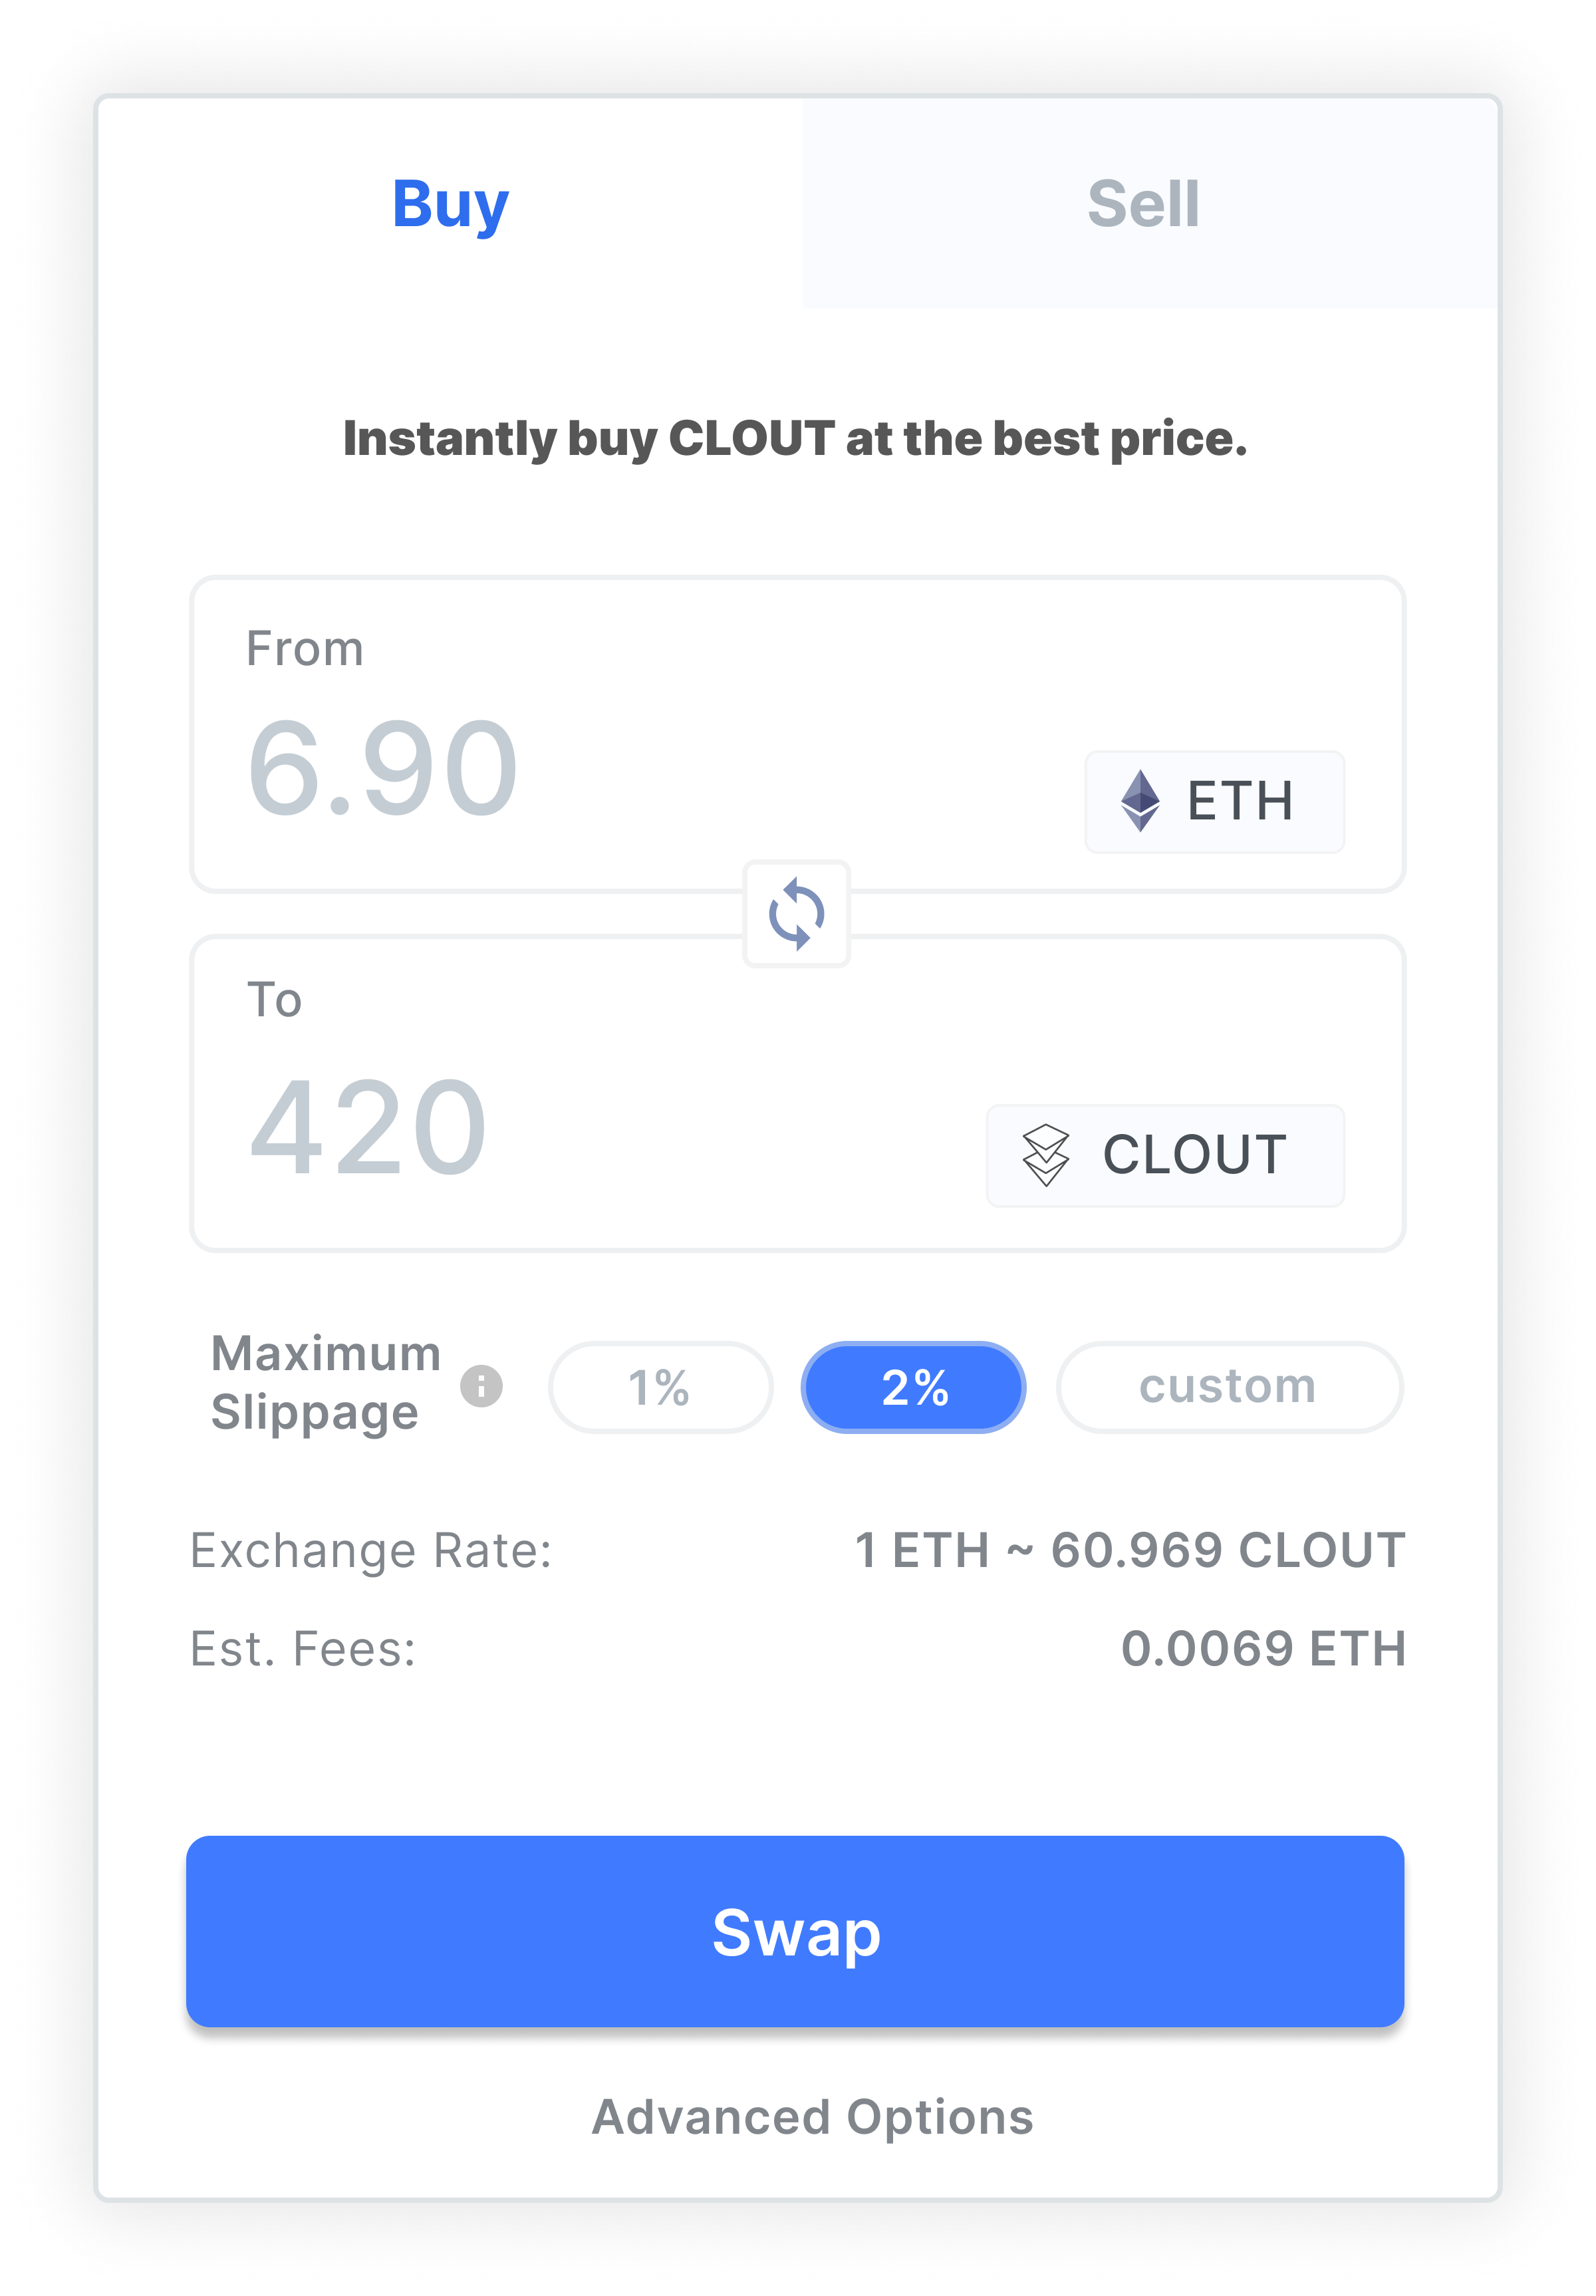 Buy
Sell
Instantly buy CLOUT at the best price.
From
6.90
ETH
To
420
CLOUT
Maximum
Slippage
1%
2%
custom
Exchange Rate:
1 ETH ~ 60.969 CLOUT
Est. Fees:
0.0069 ETH
Swap
Advanced Options